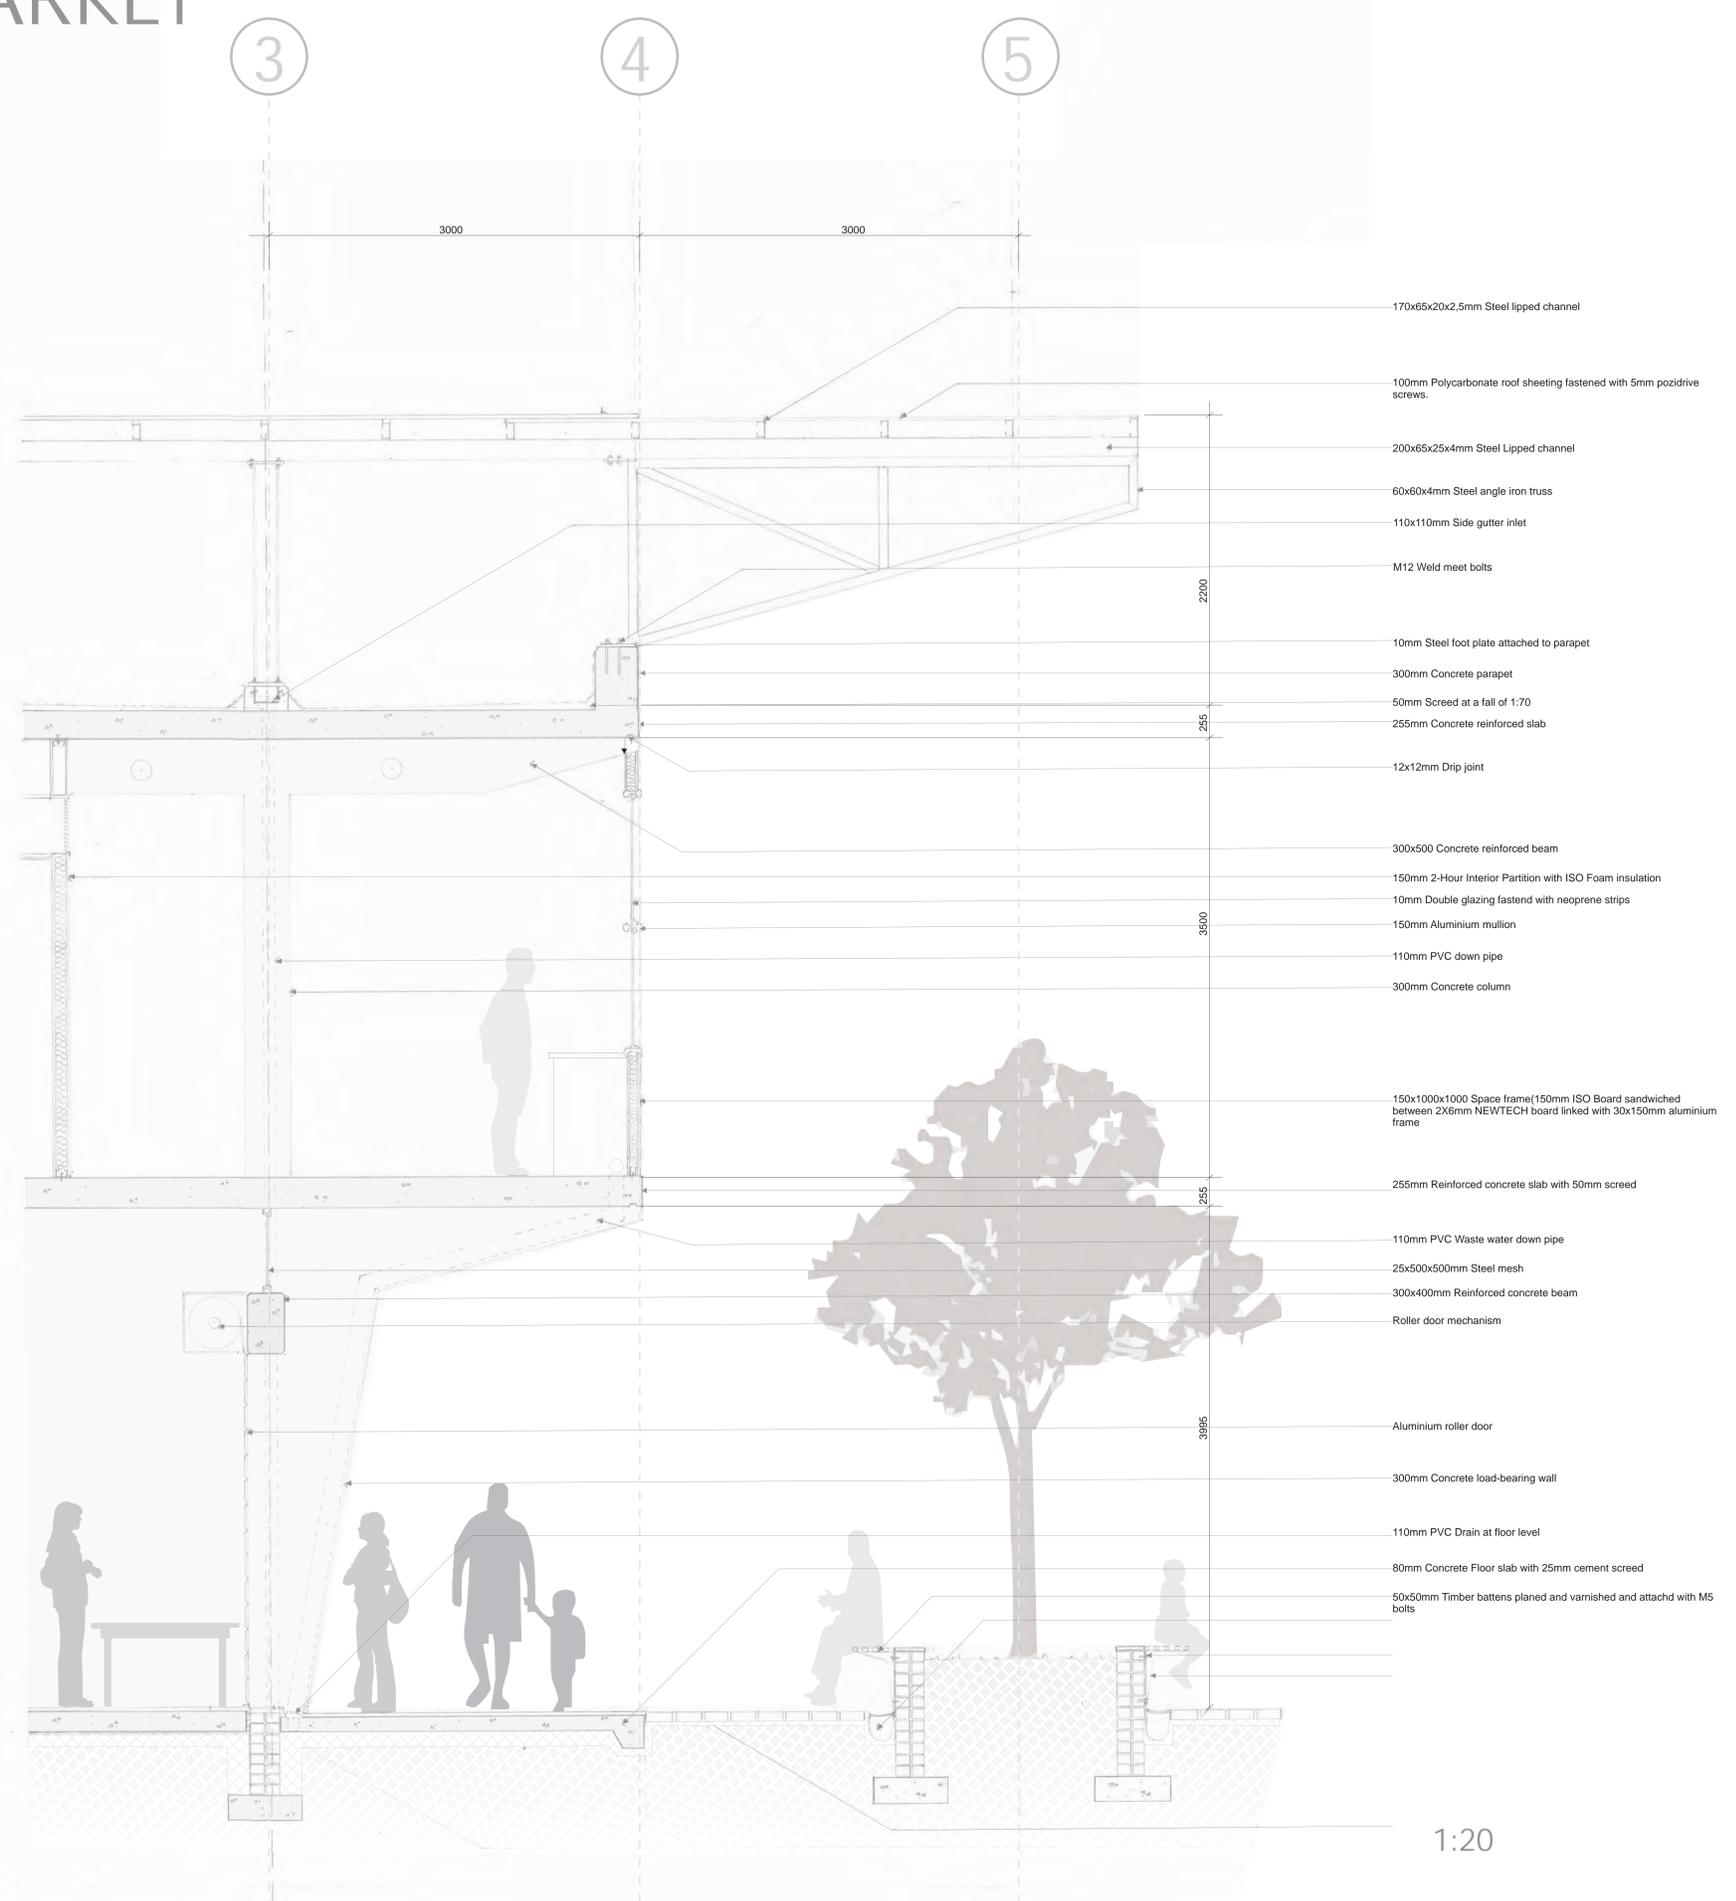 ARKET
3
4
5
3000
3000
170x65x20x2,5mm Steel lipped channel
100mm Polycarbonate roof sheeting fastened with 5mm pozidrive
screws.
200x65x25x4mm Steel Lipped channel
60x60x4mm Steel angle iron truss
110x110mm Side gutter inlet
M12 Weld meet bolts
2200
10mm Steel foot plate attached to parapet
300mm Concrete parapet
50mm Screed at a fall of 1:70
255
255mm Concrete reinforced slab
12x12mm Drip joint
300x500 Concrete reinforced beam
150mm 2-Hour Interior Partition with ISO Foam insulation
10mm Double glazing fastend with neoprene strips
3500
150mm Aluminium mullion
110mm PVC down pipe
300mm Concrete column
150x1000x1000 Space frame(150mm ISO Board sandwiched
between 2X6mm NEWTECH board linked with 30x150mm aluminium
frame
255
255mm Reinforced concrete slab with 50mm screed
110mm PVC Waste water down pipe
25x500x500mm Steel mesh
300x400mm Reinforced concrete beam
Roller door mechanism
3995
Aluminium roller door
300mm Concrete load-bearing wall
110mm PVC Drain at floor level
80mm Concrete Floor slab with 25mm cement screed
50x50mm Timber battens planed and varnished and attachd with M5
bolts
1:20